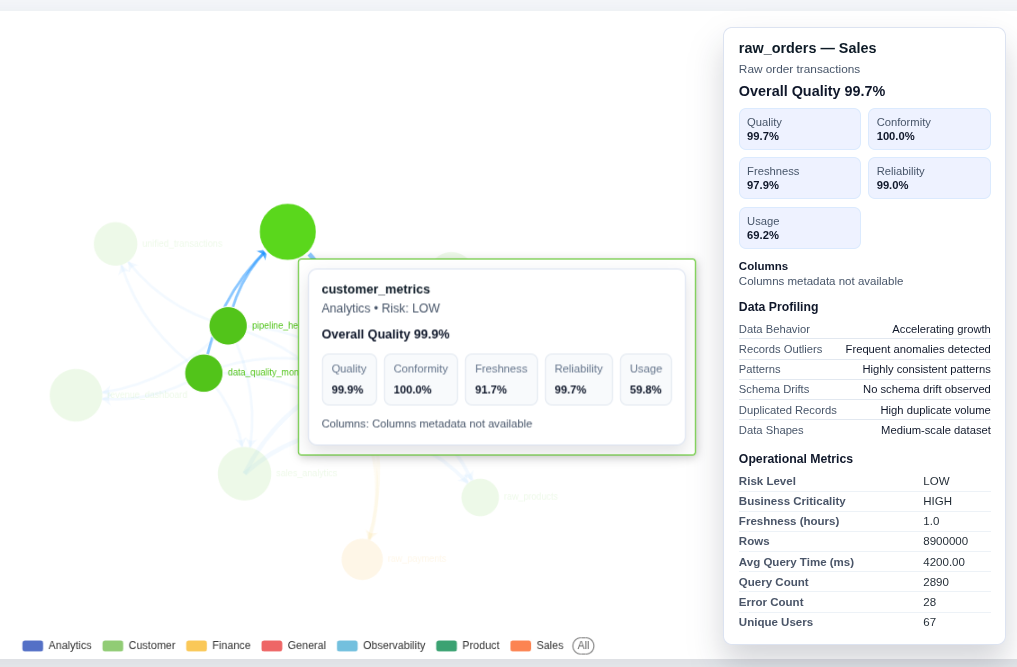 raw_orders — Sales
Raw order transactions
Overall Quality 99.7%
Quality
99.7%
Conformity
100.0%
Freshness
97.9%
Reliability
99.0%
Usage
69.2%
Columns
Columns metadata not available
Data Profiling
Data Behavior Accelerating growth
Records Outliers Frequent anomalies detected
Patterns Highly consistent patterns
Schema Drifts No schema drift observed
Duplicated Records High duplicate volume
Data Shapes Medium-scale dataset
Operational Metrics
Risk Level LOW
Business Criticality HIGH
Freshness (hours) 1.0
Rows 8900000
Avg Query Time (ms) 4200.00
Query Count 2890
Error Count 28
Unique Users 67
unified_transactions
pipeline_he
data_quality_mon
customer_metrics
Analytics • Risk: LOW
Overall Quality 99.9%
Quality
99.9%
Conformity
100.0%
Freshness
91.7%
Reliability
99.7%
Usage
59.8%
Columns: Columns metadata not available
sales_analytics
raw_products
Analytics Customer Finance General Observability Product Sales All